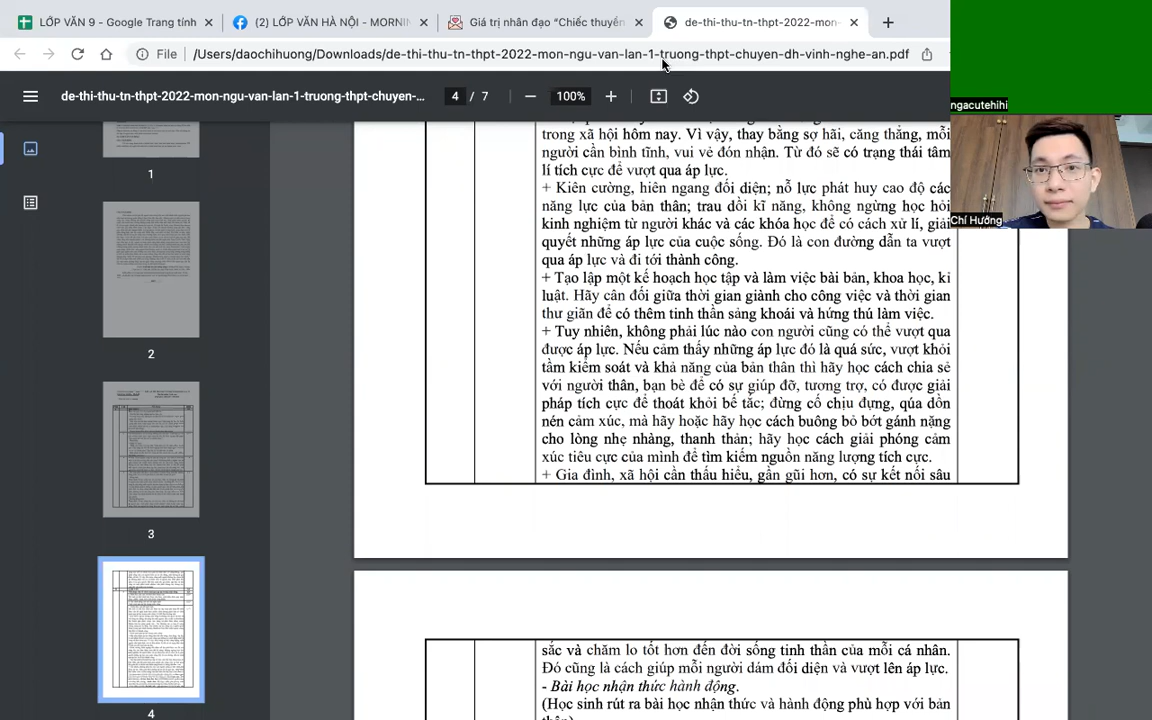 LỚP VĂN 9 - Google Trang tính
(2) LỚP VĂN HÀ NỘI - MORNIN
Giá trị nhân đạo “Chiếc thuyền
de-thi-thu-tn-thpt-2022-mon-
File
/Users/daochihuong/Downloads/de-thi-thu-tn-thpt-2022-mon-ngu-van-lan-1-truong-thpt-chuyen-dh-vinh-nghe-an.pdf
de-thi-thu-tn-thpt-2022-mon-ngu-van-lan-1-truong-thpt-chuyen-...
4 / 7
100%
ngacutehihi
Chí Hướng
1
2
3
4
trong xã hội hôm nay. Vì vậy, thay bằng sợ hãi, căng thẳng, mỗi
người cần bình tĩnh, vui vẻ đón nhận. Từ đó sẽ có trạng thái tâm
lí tích cực để vượt qua áp lực.
+ Kiên cường, hiên ngang đối diện; nỗ lực phát huy cao độ các
năng lực của bản thân; trau dồi kĩ năng, không ngừng học hỏi
kinh nghiệm từ người khác và các khóa học để có cách xử lí, giải
quyết những áp lực của cuộc sống. Đó là con đường dẫn ta vượt
qua áp lực và đi tới thành công.
+ Tạo lập một kế hoạch học tập và làm việc bài bản, khoa học, kỉ
luật. Hãy cân đối giữa thời gian giành cho công việc và thời gian
thư giãn để có thêm tinh thần sảng khoái và hứng thú làm việc.
+ Tuy nhiên, không phải lúc nào con người cũng có thể vượt qua
được áp lực. Nếu cảm thấy những áp lực đó là quá sức, vượt khỏi
tầm kiểm soát và khả năng của bản thân thì hãy học cách chia sẻ
với người thân, bạn bè để có sự giúp đỡ, tương trợ, có được giải
pháp tích cực để thoát khỏi bế tắc; đừng cố chịu đựng, qúa dồn
nén cảm xúc, mà hãy hoặc hãy học cách buông bỏ bớt gánh nặng
cho lòng nhẹ nhàng, thanh thản; hãy học cách giải phóng cảm
xúc tiêu cực của mình để tìm kiếm nguồn năng lượng tích cực.
+ Gia đình, xã hội cần thấu hiểu, gần gũi hơn, có sự kết nối sâu
sắc và chăm lo tốt hơn đến đời sống tinh thần của mỗi cá nhân.
Đó cũng là cách giúp mỗi người dám đối diện và vượt lên áp lực.
- Bài học nhận thức hành động.
(Học sinh rút ra bài học nhận thức và hành động phù hợp với bản